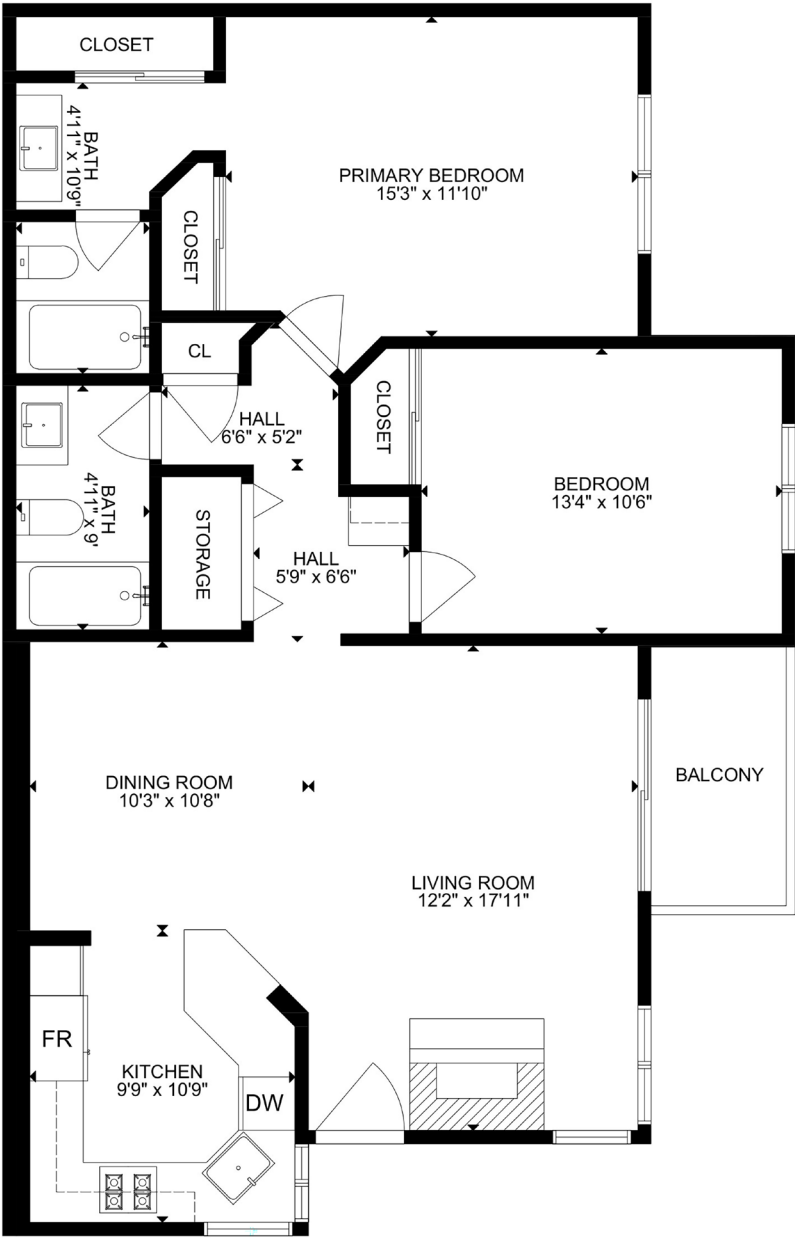 CLOSET
BATH
4'11" x 10'9"
PRIMARY BEDROOM
15'3" x 11'10"
CLOSET
CL
HALL
6'6" x 5'2"
CLOSET
BEDROOM
13'4" x 10'6"
BATH
4'11" x 9'
STORAGE
HALL
5'9" x 6'6"
DINING ROOM
10'3" x 10'8"
BALCONY
LIVING ROOM
12'2" x 17'11"
FR
KITCHEN
9'9" x 10'9"
DW